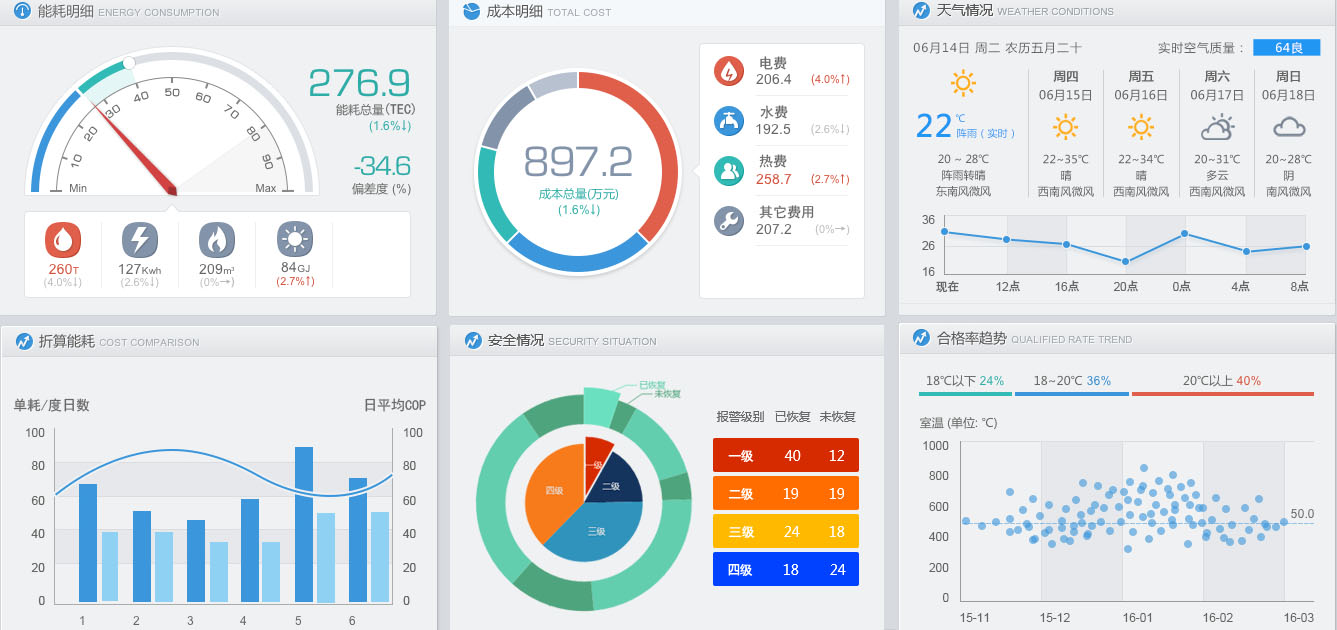 能耗明细 ENERGY CONSUMPTION
10 20 30 40 50 60 70 80 90
Min Max
276.9
能耗总量(TEC)
(1.6%↓)
-34.6
偏差度 (%)
260T 127Kwh 209m³ 84GJ
(4.0%↓) (2.6%↓) (0%→) (2.7%↑)
成本明细 TOTAL COST
897.2
成本总量(万元)
(1.6%↓)
电费
206.4 (4.0%↑)
水费
192.5 (2.6%↓)
热费
258.7 (2.7%↑)
其它费用
207.2 (0%→)
天气情况 WEATHER CONDITIONS
06月14日 周二 农历五月二十 实时空气质量： 64良
周四 周五 周六 周日
06月15日 06月16日 06月17日 06月18日
22℃ 阵雨（实时）
20 ~ 28℃ 22~35℃ 22~34℃ 20~31℃ 20~28℃
阵雨转晴 晴 晴 多云 阴
东南风微风 西南风微风 西南风微风 西南风微风 南风微风
36
26
16
现在 12点 16点 20点 0点 4点 8点
折算能耗 COST COMPARISON
单耗/度日数 日平均COP
100 100
80 80
60 60
40 40
20 20
0 0
1 2 3 4 5 6
安全情况 SECURITY SITUATION
已恢复
未恢复
一级
二级
三级
四级
报警级别 已恢复 未恢复
一级 40 12
二级 19 19
三级 24 18
四级 18 24
合格率趋势 QUALIFIED RATE TREND
18℃以下 24% 18~20℃ 36% 20℃以上 40%
室温 (单位: ℃)
1000
800
600
400
200
0
50.0
15-11 15-12 16-01 16-02 16-03